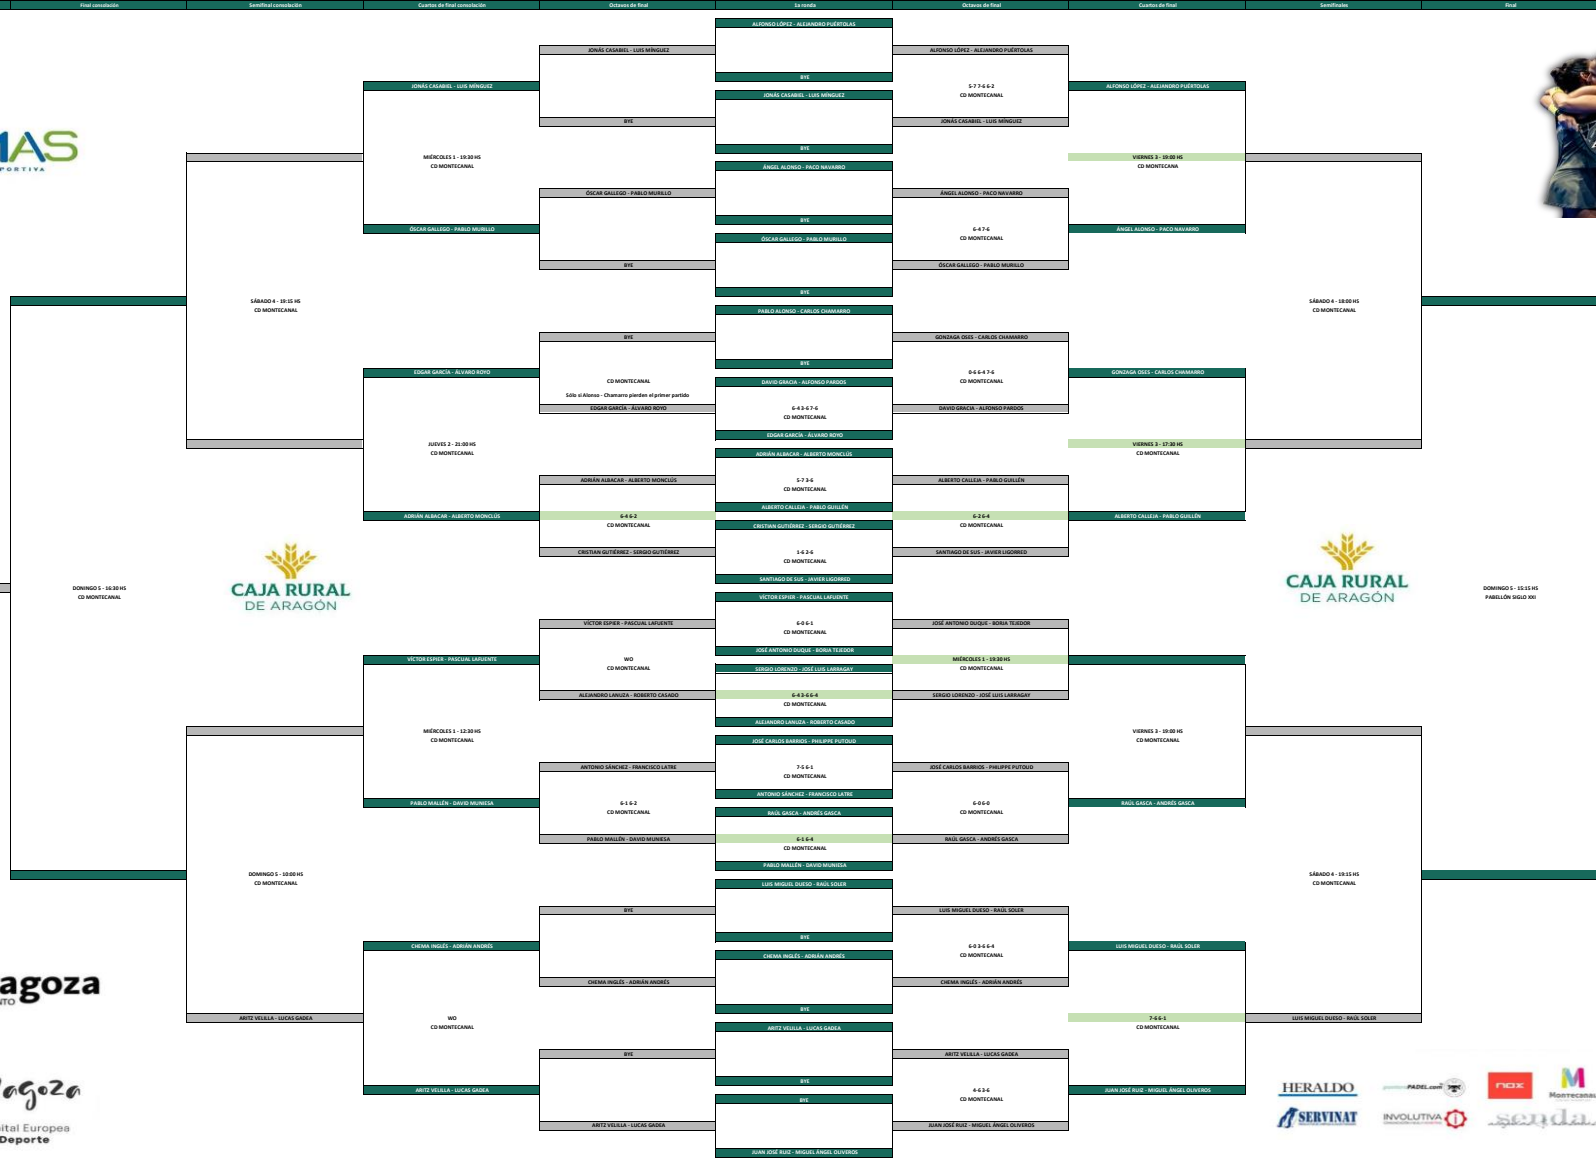 Final consolación
Semifinal consolación
Cuartos de final consolación
Octavos de final
1a ronda
Octavos de final
Cuartos de final
Semifinales
Final
DOMINGO 5 - 16:30 HS
CD MONTECANAL
SÁBADO 4 - 19:15 HS
CD MONTECANAL
DOMINGO 5 - 10:00 HS
CD MONTECANAL
ARITZ VELILLA - LUCAS GADEA
JONÁS CASABIEL - LUIS MÍNGUEZ
MIÉRCOLES 1 - 19:30 HS
CD MONTECANAL
ÓSCAR GALLEGO - PABLO MURILLO
EDGAR GARCÍA - ÁLVARO ROYO
JUEVES 2 - 21:00 HS
CD MONTECANAL
ADRIÁN ALBACAR - ALBERTO MONCLÚS
VÍCTOR ESPIER - PASCUAL LAFUENTE
MIÉRCOLES 1 - 12:30 HS
CD MONTECANAL
PABLO MALLÉN - DAVID MUNIESA
CHEMA INGLÉS - ADRIÁN ANDRÉS
WO
CD MONTECANAL
ARITZ VELILLA - LUCAS GADEA
JONÁS CASABIEL - LUIS MÍNGUEZ
BYE
ÓSCAR GALLEGO - PABLO MURILLO
BYE
BYE
CD MONTECANAL
Sólo si Alonso - Chamarro pierden el primer partido
EDGAR GARCÍA - ÁLVARO ROYO
ADRIÁN ALBACAR - ALBERTO MONCLÚS
6-4 6-2
CD MONTECANAL
CRISTIAN GUTIÉRREZ - SERGIO GUTIÉRREZ
VÍCTOR ESPIER - PASCUAL LAFUENTE
WO
CD MONTECANAL
ALEJANDRO LANUZA - ROBERTO CASADO
ANTONIO SÁNCHEZ - FRANCISCO LATRE
6-1 6-2
CD MONTECANAL
PABLO MALLÉN - DAVID MUNIESA
BYE
CHEMA INGLÉS - ADRIÁN ANDRÉS
BYE
ARITZ VELILLA - LUCAS GADEA
ALFONSO LÓPEZ - ALEJANDRO PUÉRTOLAS
BYE
JONÁS CASABIEL - LUIS MÍNGUEZ
BYE
ÁNGEL ALONSO - PACO NAVARRO
BYE
ÓSCAR GALLEGO - PABLO MURILLO
BYE
PABLO ALONSO - CARLOS CHAMARRO
BYE
DAVID GRACIA - ALFONSO PARDOS
6-4 3-6 7-6
CD MONTECANAL
EDGAR GARCÍA - ÁLVARO ROYO
ADRIÁN ALBACAR - ALBERTO MONCLÚS
5-7 3-6
CD MONTECANAL
ALBERTO CALLEJA - PABLO GUILLÉN
CRISTIAN GUTIÉRREZ - SERGIO GUTIÉRREZ
1-6 2-6
CD MONTECANAL
SANTIAGO DE SUS - JAVIER LIGORRED
VÍCTOR ESPIER - PASCUAL LAFUENTE
6-0 6-1
CD MONTECANAL
JOSÉ ANTONIO DUQUE - BORJA TEJEDOR
SERGIO LORENZO - JOSÉ LUIS LARRAGAY
6-4 3-6 6-4
CD MONTECANAL
ALEJANDRO LANUZA - ROBERTO CASADO
JOSÉ CARLOS BARRIOS - PHILIPPE PUTOUD
7-5 6-1
CD MONTECANAL
ANTONIO SÁNCHEZ - FRANCISCO LATRE
RAÚL GASCA - ANDRÉS GASCA
6-1 6-4
CD MONTECANAL
PABLO MALLÉN - DAVID MUNIESA
LUIS MIGUEL DUESO - RAÚL SOLER
BYE
CHEMA INGLÉS - ADRIÁN ANDRÉS
BYE
ARITZ VELILLA - LUCAS GADEA
BYE
BYE
JUAN JOSÉ RUIZ - MIGUEL ÁNGEL OLIVEROS
ALFONSO LÓPEZ - ALEJANDRO PUÉRTOLAS
5-7 7-6 6-2
CD MONTECANAL
JONÁS CASABIEL - LUIS MÍNGUEZ
ÁNGEL ALONSO - PACO NAVARRO
6-4 7-6
CD MONTECANAL
ÓSCAR GALLEGO - PABLO MURILLO
GONZAGA OSES - CARLOS CHAMARRO
0-6 6-4 7-6
CD MONTECANAL
DAVID GRACIA - ALFONSO PARDOS
ALBERTO CALLEJA - PABLO GUILLÉN
6-2 6-4
CD MONTECANAL
SANTIAGO DE SUS - JAVIER LIGORRED
JOSÉ ANTONIO DUQUE - BORJA TEJEDOR
MIÉRCOLES 1 - 19:30 HS
CD MONTECANAL
SERGIO LORENZO - JOSÉ LUIS LARRAGAY
JOSÉ CARLOS BARRIOS - PHILIPPE PUTOUD
6-0 6-0
CD MONTECANAL
RAÚL GASCA - ANDRÉS GASCA
LUIS MIGUEL DUESO - RAÚL SOLER
6-0 3-6 6-4
CD MONTECANAL
CHEMA INGLÉS - ADRIÁN ANDRÉS
ARITZ VELILLA - LUCAS GADEA
4-6 3-6
CD MONTECANAL
JUAN JOSÉ RUIZ - MIGUEL ÁNGEL OLIVEROS
ALFONSO LÓPEZ - ALEJANDRO PUÉRTOLAS
VIERNES 3 - 19:00 HS
CD MONTECANA
ÁNGEL ALONSO - PACO NAVARRO
GONZAGA OSES - CARLOS CHAMARRO
VIERNES 3 - 17:30 HS
CD MONTECANAL
ALBERTO CALLEJA - PABLO GUILLÉN
VIERNES 3 - 19:00 HS
CD MONTECANAL
RAÚL GASCA - ANDRÉS GASCA
LUIS MIGUEL DUESO - RAÚL SOLER
7-6 6-1
CD MONTECANAL
JUAN JOSÉ RUIZ - MIGUEL ÁNGEL OLIVEROS
SÁBADO 4 - 18:00 HS
CD MONTECANAL
SÁBADO 4 - 19:15 HS
CD MONTECANAL
LUIS MIGUEL DUESO - RAÚL SOLER
DOMINGO 5 - 15:15 HS
PABELLÓN SIGLO XXI
MAS
PORTIVA
CAJA RURAL
DE ARAGÓN
CAJA RURAL
DE ARAGÓN
agoza
NTO
agoza
ital Europea
Deporte
HERALDO
PADEL.com
nox
Montecanal
SERVINAT
INVOLUTIVA
senda